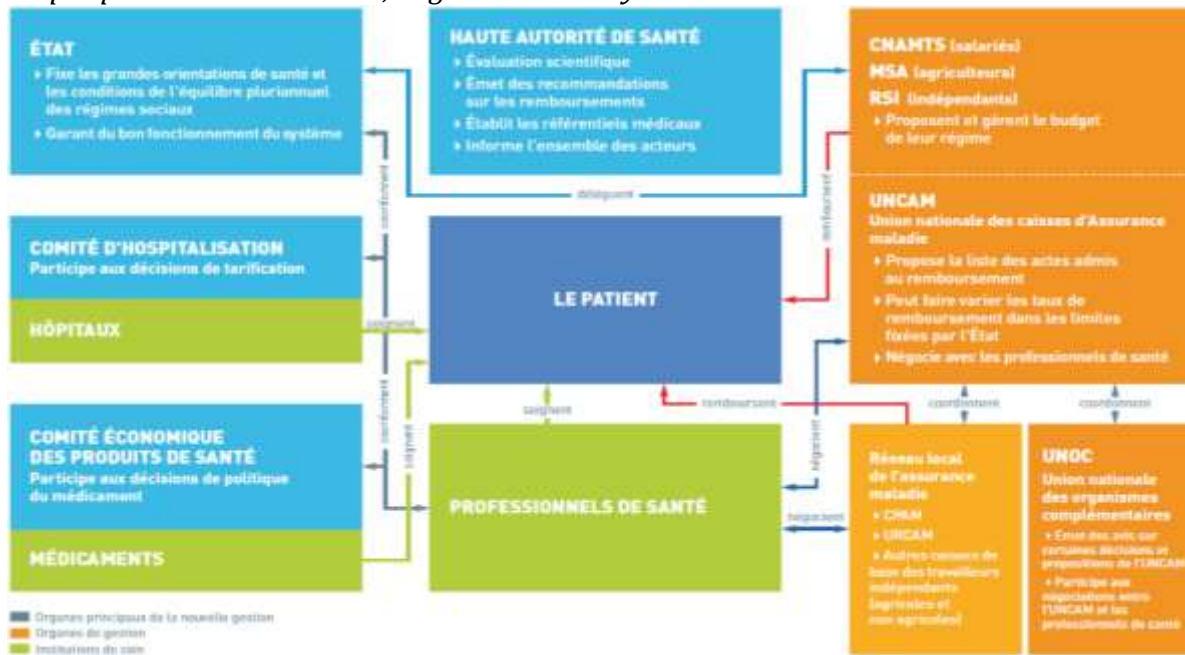 ÉTAT
Fixe les grandes orientations de santé et
les conditions de l'équilibre pluriannuel
des régimes sociaux
Garant du bon fonctionnement du système
HAUTE AUTORITÉ DE SANTÉ
Évaluation scientifique
Émet des recommandations
sur les remboursements
Établit les référentiels médicaux
Informe l'ensemble des acteurs
CNAMTS (salariés)
MSA (agriculteurs)
RSI (indépendants)
Proposent et gèrent le budget
de leur régime
délèguent
coordonnent
remboursent
COMITÉ D'HOSPITALISATION
Participe aux décisions de tarification
HÔPITAUX
soignent
LE PATIENT
UNCAM
Union nationale des caisses d'Assurance
maladie
Propose la liste des actes admis
au remboursement
Peut faire varier les taux de
remboursement dans les limites
fixées par l'État
Négocie avec les professionnels de santé
coordonnent
soignent
soignent
remboursent
négocient
coordonnent
coordonnent
COMITÉ ÉCONOMIQUE
DES PRODUITS DE SANTÉ
Participe aux décisions de politique
du médicament
MÉDICAMENTS
PROFESSIONNELS DE SANTÉ
négocient
Réseau local
de l'assurance
maladie
CPAM
URCAM
Autres caisses de
base des travailleurs
indépendants
(agricoles et
non agricoles)
UNOC
Union nationale
des organismes
complémentaires
Émet des avis sur
certaines décisions et
propositions de l'UNCAM
Participe aux
négociations entre
l'UNCAM et les
professionnels de santé
Organes principaux de la nouvelle gestion
Organes de gestion
Institutions de soin